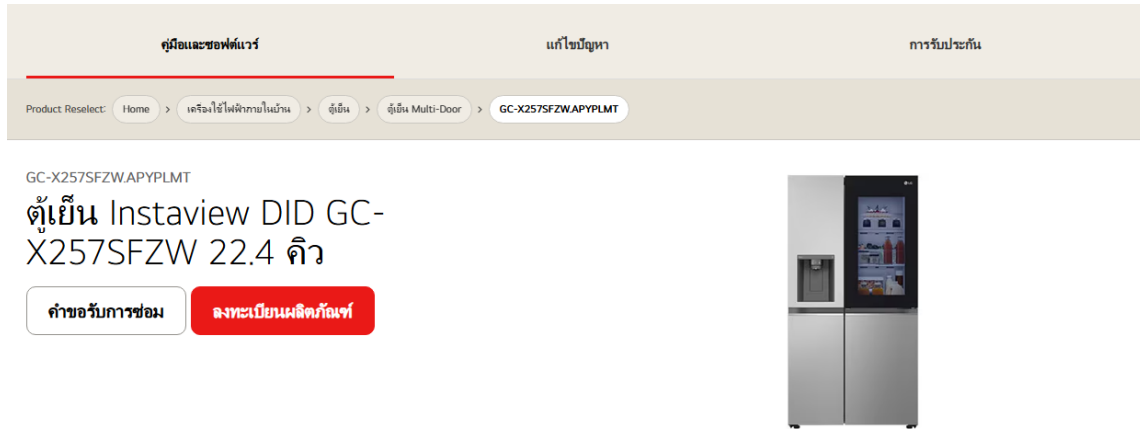 คู่มือและซอฟต์แวร์ แก้ไขปัญหา การรับประกัน
Product Reselect: Home > เครื่องใช้ไฟฟ้าภายในบ้าน > ตู้เย็น > ตู้เย็น Multi-Door > GC-X257SFZW.APYPLMT
GC-X257SFZW.APYPLMT
ตู้เย็น Instaview DID GC-
X257SFZW 22.4 คิว
คำขอรับการซ่อม ลงทะเบียนผลิตภัณฑ์